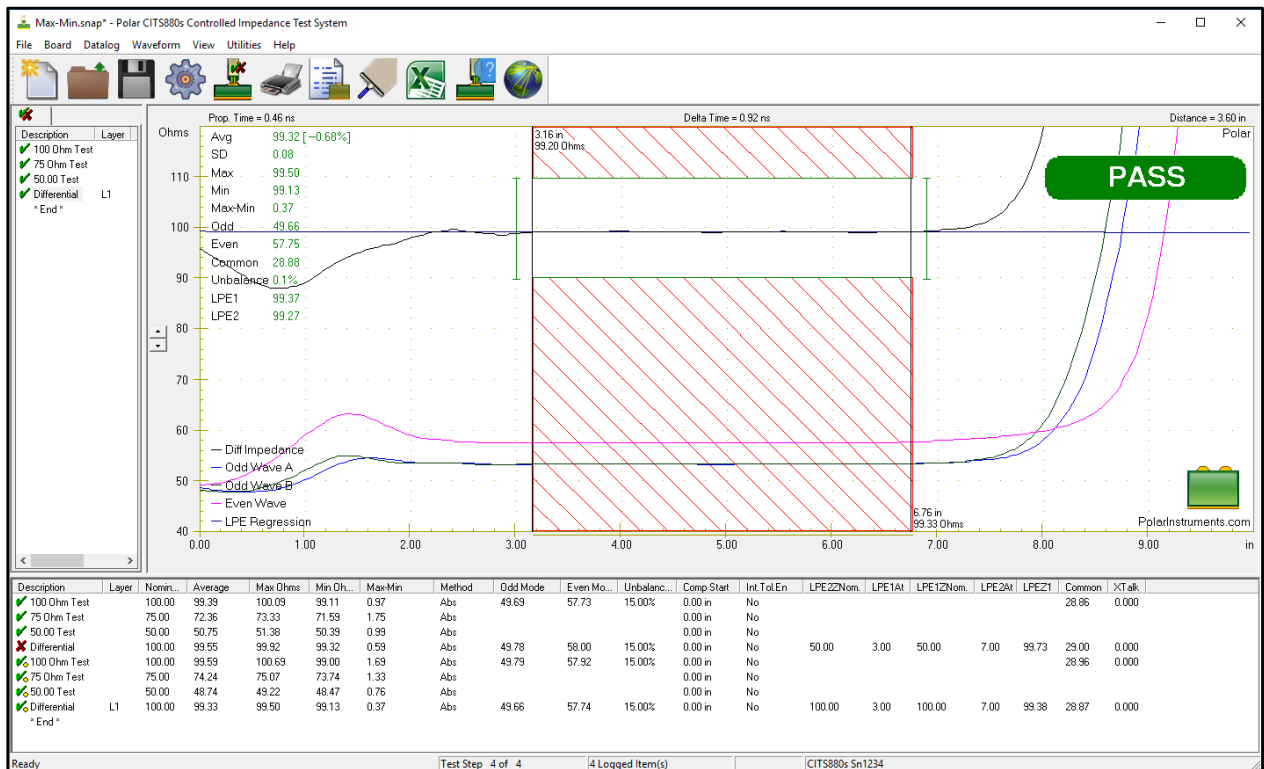 Max-Min.snap* - Polar CITS880s Controlled Impedance Test System
File Board Datalog Waveform View Utilities Help
Description Layer
100 Ohm Test
75 Ohm Test
50.00 Test
Differential L1
* End *
Prop. Time = 0.46 ns Delta Time = 0.92 ns Distance = 3.60 in
Ohms
Polar
PASS
Avg 99.32 [-0.68%]
SD 0.08
Max 99.50
Min 99.13
Max-Min 0.37
Odd 49.66
Even 57.75
Common 28.88
Unbalance 0.1%
LPE1 99.37
LPE2 99.27
3.16 in
99.20 Ohms
110
100
90
80
70
60
50
40
Diff Impedance
Odd Wave A
Odd Wave B
Even Wave
LPE Regression
6.76 in
99.33 Ohms
PolarInstruments.com
0.00 1.00 2.00 3.00 4.00 5.00 6.00 7.00 8.00 9.00 in
Description Layer Nomin... Average Max Ohms Min Oh... Max-Min Method Odd Mode Even Mo... Unbalanc... Comp Start Int.Tol.En LPE2ZNom. LPE1At LPE1ZNom. LPE2At LPEZ1 Common XTalk
100 Ohm Test 100.00 99.39 100.09 99.11 0.97 Abs 49.69 57.73 15.00% 0.00 in No 28.86 0.000
75 Ohm Test 75.00 72.36 73.33 71.59 1.75 Abs 0.00 in No
50.00 Test 50.00 50.75 51.38 50.39 0.99 Abs 0.00 in No
Differential 100.00 99.55 99.92 99.32 0.59 Abs 49.78 58.00 15.00% 0.00 in No 50.00 3.00 50.00 7.00 99.73 29.00 0.000
100 Ohm Test 100.00 99.59 100.69 99.00 1.69 Abs 49.79 57.92 15.00% 0.00 in No 28.96 0.000
75 Ohm Test 75.00 74.24 75.07 73.74 1.33 Abs 0.00 in No
50.00 Test 50.00 48.74 49.22 48.47 0.76 Abs 0.00 in No
Differential L1 100.00 99.33 99.50 99.13 0.37 Abs 49.66 57.74 15.00% 0.00 in No 100.00 3.00 100.00 7.00 99.38 28.87 0.000
* End *
Ready Test Step 4 of 4 4 Logged Item(s) CITS880s Sn1234